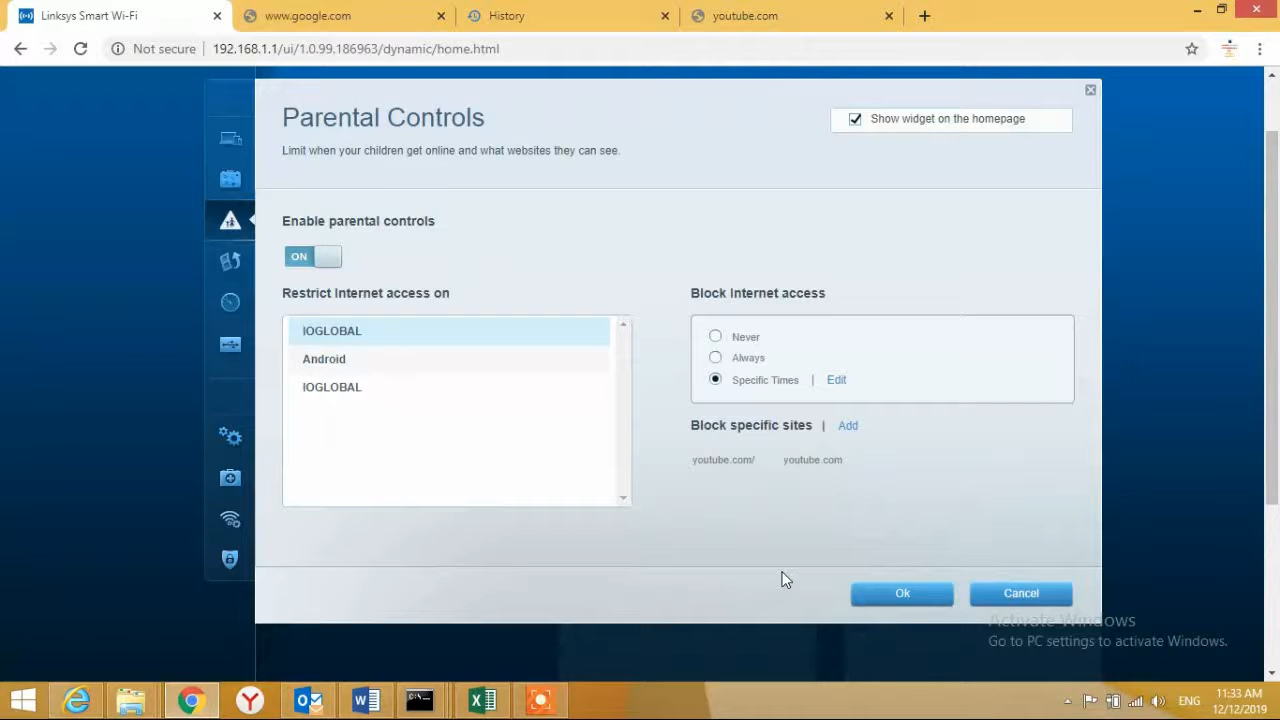 Linksys Smart Wi-Fi
www.google.com
History
youtube.com
Not secure | 192.168.1.1/ui/1.0.99.186963/dynamic/home.html
Parental Controls
Show widget on the homepage
Limit when your children get online and what websites they can see.
Enable parental controls
ON
Restrict Internet access on
IOGLOBAL
Android
IOGLOBAL
Block Internet access
Never
Always
Specific Times | Edit
Block specific sites | Add
youtube.com/ youtube.com
Ok
Cancel
Activate Windows
Go to PC settings to activate Windows.
ENG
11:33 AM
12/12/2019